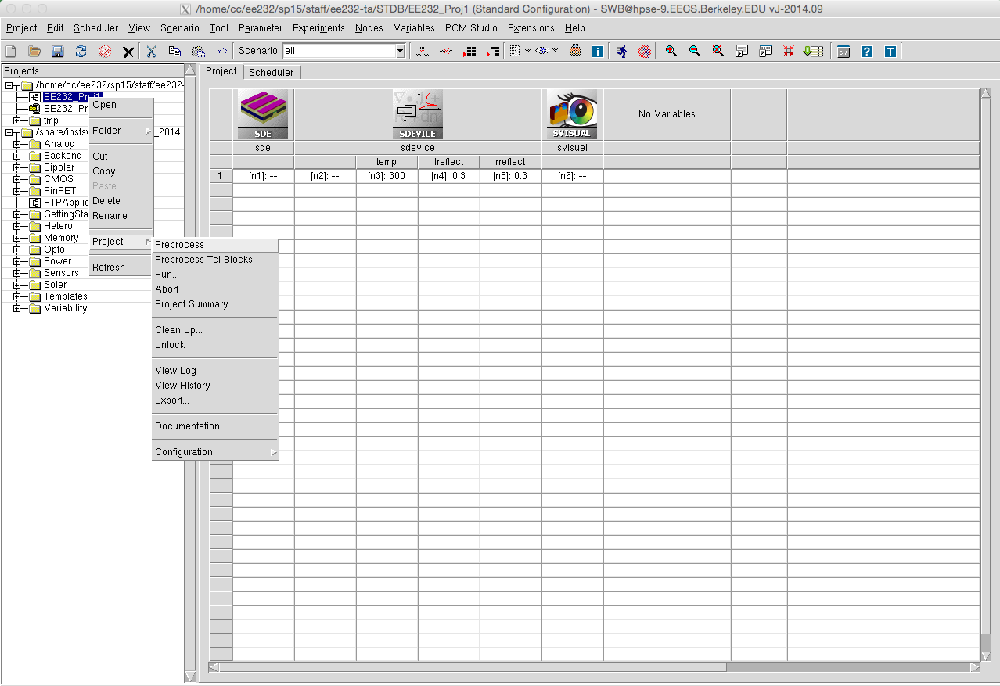 /home/cc/ee232/sp15/staff/ee232-ta/STDB/EE232_Proj1 (Standard Configuration) - SWB@hpse-9.EECS.Berkeley.EDU vJ-2014.09
Project Edit Scheduler View Scenario Tool Parameter Experiments Nodes Variables PCM Studio Extensions Help
Scenario: all
Projects
/home/cc/ee232/sp15/staff/ee232-
EE232_Proj1
EE232_Pr
tmp
/share/instsv
_2014.
Analog
Backend
Bipolar
CMOS
FinFET
FTPApplic
GettingSta
Hetero
Memory
Opto
Power
Sensors
Solar
Templates
Variability
Open
Folder
Cut
Copy
Paste
Delete
Rename
Project
Refresh
Preprocess
Preprocess Tcl Blocks
Run...
Abort
Project Summary
Clean Up...
Unlock
View Log
View History
Export...
Documentation...
Configuration
Project Scheduler
SDE SDEVICE SVISUAL
No Variables
sde sdevice svisual
temp lreflect rreflect
1 [n1]: -- [n2]: -- [n3]: 300 [n4]: 0.3 [n5]: 0.3 [n6]: --